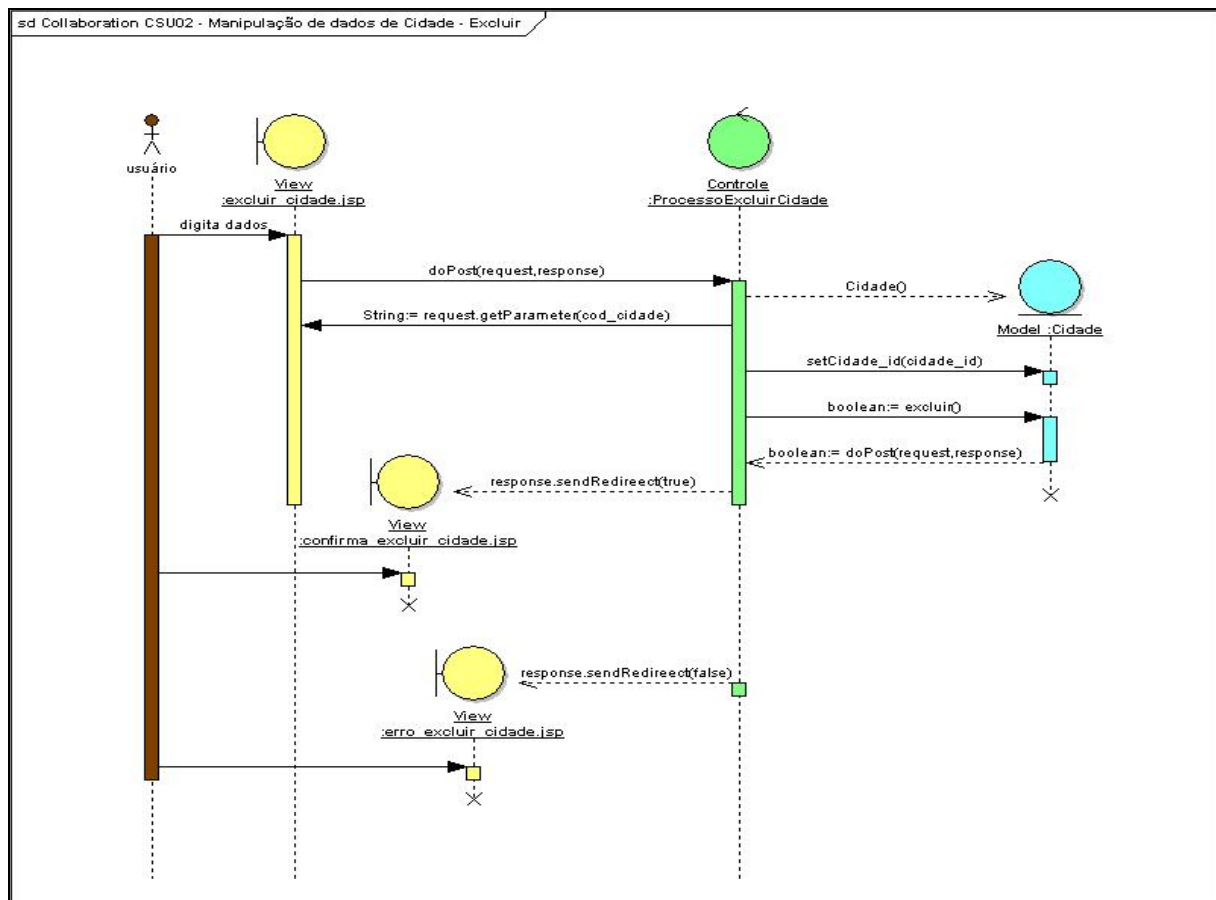 sd Collaboration CSU02 - Manipulação de dados de Cidade - Excluir
usuário
View
:excluir_cidade.jsp
Controle
:ProcessoExcluirCidade
digita dados
doPost(request,response)
Cidade()
String:= request.getParameter(cod_cidade)
Model :Cidade
setCidade_id(cidade_id)
boolean:= excluir()
boolean:= doPost(request,response)
response.sendRedireect(true)
View
:confirma_excluir_cidade.jsp
response.sendRedireect(false)
View
:erro_excluir_cidade.jsp